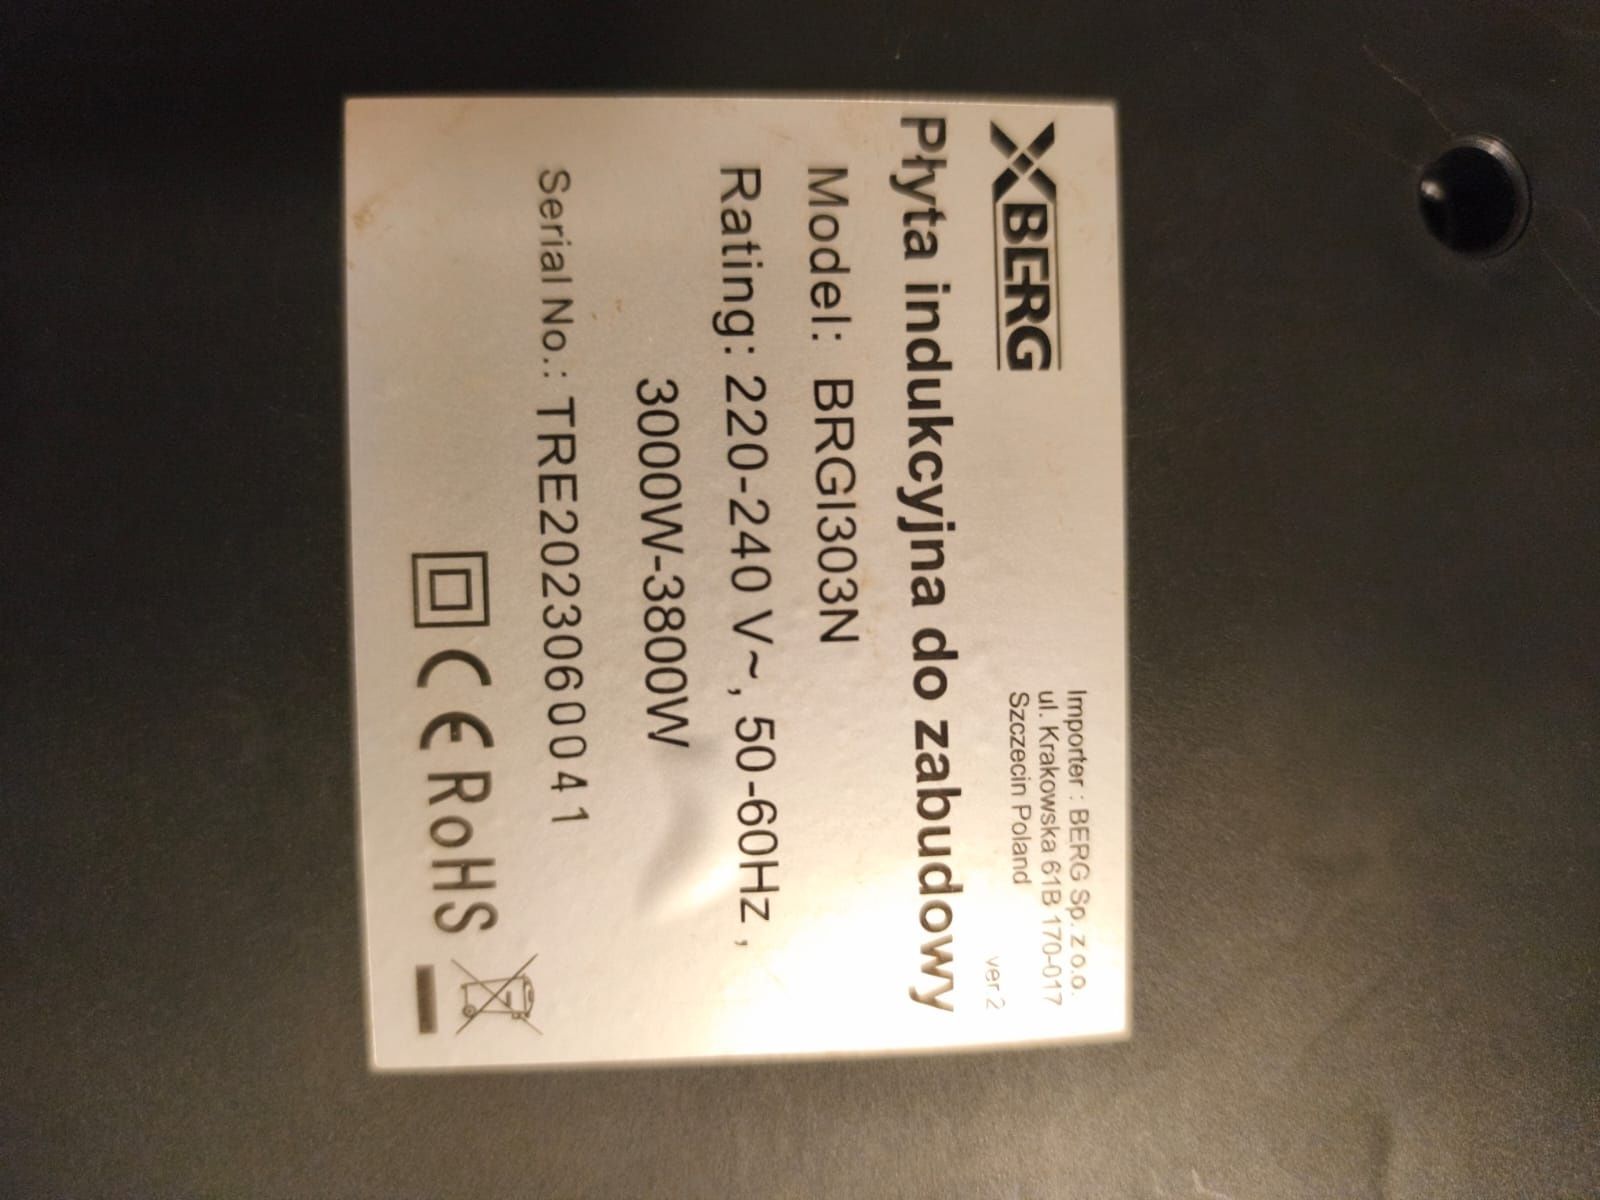 XBERG
Importer : BERG Sp. z o.o.
ul. Krakowska 61B 170-017
Szczecin Poland
ver 2
Płyta indukcyjna do zabudowy
Model: BRGI303N
Rating: 220-240 V~, 50-60Hz ,
3000W-3800W
Serial No.: TRE2023060041
CE RoHS